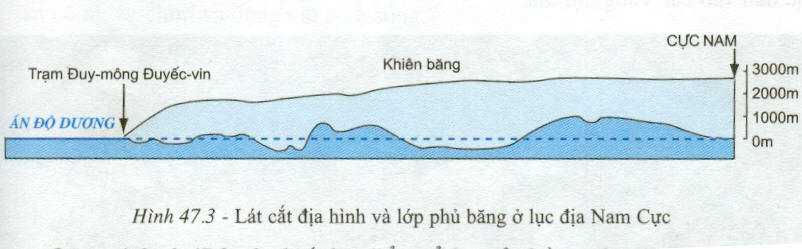 CỰC NAM
Khiên băng
Trạm Đuy-mông Đuyếc-vin
3000m
2000m
ẤN ĐỘ DƯƠNG
1000m
0m
Hình 47.3 - Lát cắt địa hình và lớp phủ băng ở lục địa Nam Cực